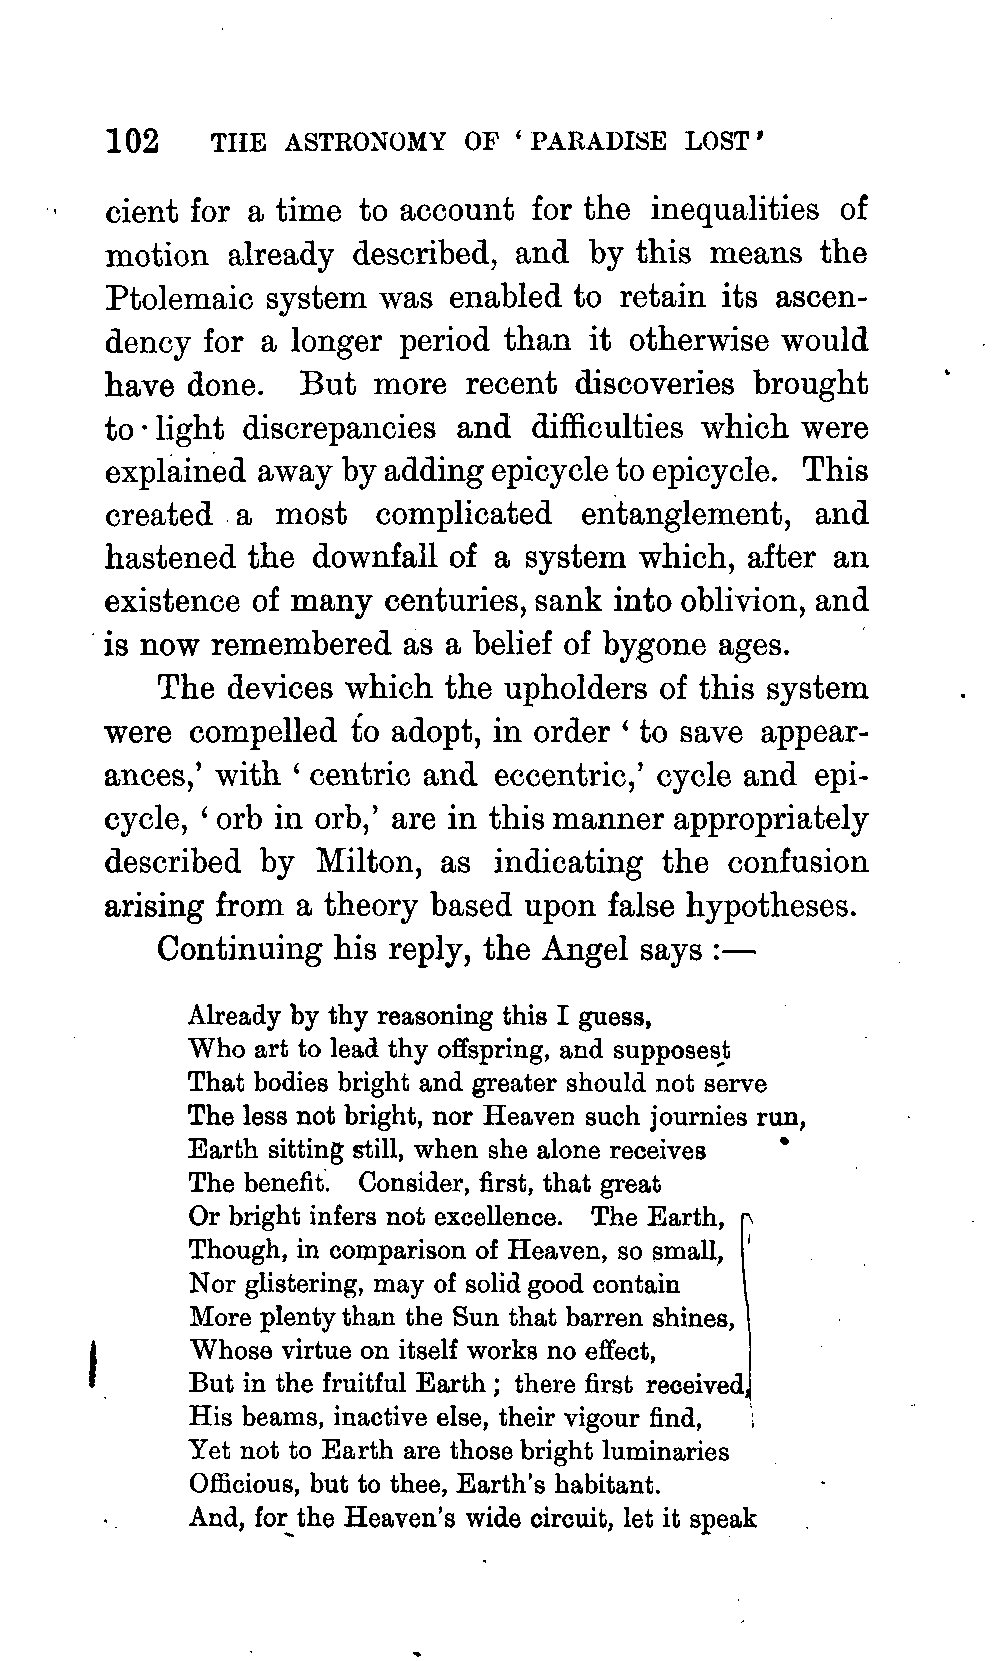 102 THE ASTRONOMY OF ‘ PARADISE LOST’
cient for a time to account for the inequalities of
motion already described, and by this means the
Ptolemaic system was enabled to retain its ascen-
dency for a longer period than it otherwise would
have done. But more recent discoveries brought
to light discrepancies and difficulties which were
explained away by adding epicycle to epicycle. This
created a most complicated entanglement, and
hastened the downfall of a system which, after an
existence of many centuries, sank into oblivion, and
is now remembered as a belief of bygone ages.
The devices which the upholders of this system
were compelled to adopt, in order ‘ to save appear-
ances,’ with ‘ centric and eccentric,’ cycle and epi-
cycle, ‘ orb in orb,’ are in this manner appropriately
described by Milton, as indicating the confusion
arising from a theory based upon false hypotheses.
Continuing his reply, the Angel says :—
Already by thy reasoning this I guess,
Who art to lead thy offspring, and supposest
That bodies bright and greater should not serve
The less not bright, nor Heaven such journies run,
Earth sitting still, when she alone receives
The benefit. Consider, first, that great
Or bright infers not excellence. The Earth,
Though, in comparison of Heaven, so small,
Nor glistering, may of solid good contain
More plenty than the Sun that barren shines,
Whose virtue on itself works no effect,
But in the fruitful Earth ; there first received,
His beams, inactive else, their vigour find,
Yet not to Earth are those bright luminaries
Officious, but to thee, Earth’s habitant.
And, for the Heaven’s wide circuit, let it speak